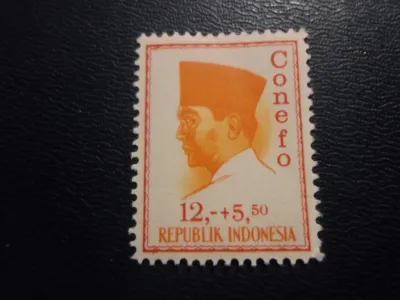 Conefo
12,-+5,50
REPUBLIK INDONESIA